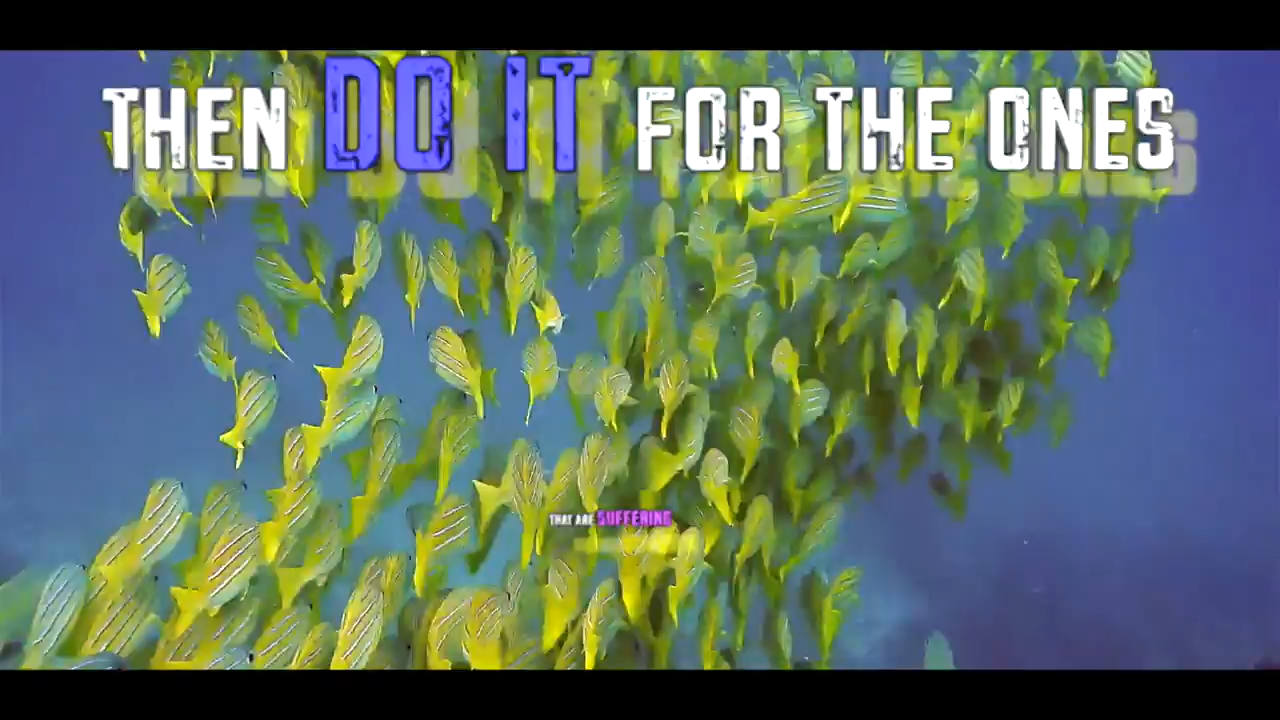 THEN DO IT FOR THE ONES
THAT ARE SUFFERING